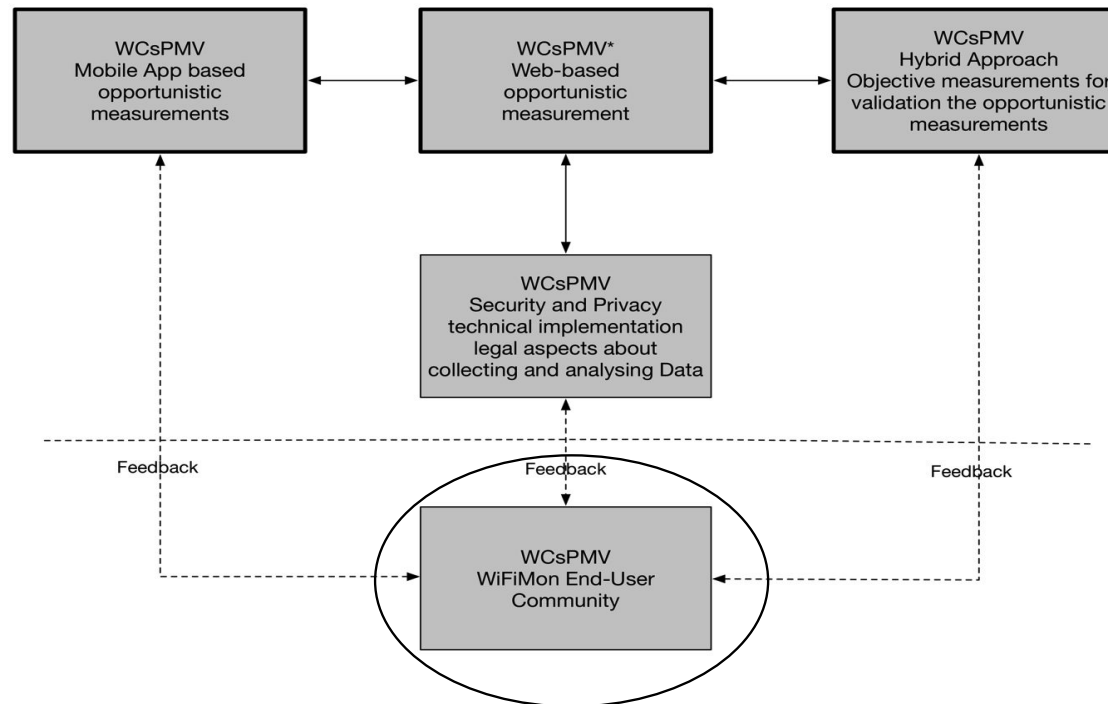 WCsPMV
Mobile App based
opportunistic
measurements
WCsPMV*
Web-based
opportunistic
measurement
WCsPMV
Hybrid Approach
Objective measurements for
validation the opportunistic
measurements
WCsPMV
Security and Privacy
technical implementation
legal aspects about
collecting and analysing Data
Feedback
Feedback
Feedback
WCsPMV
WiFiMon End-User
Community